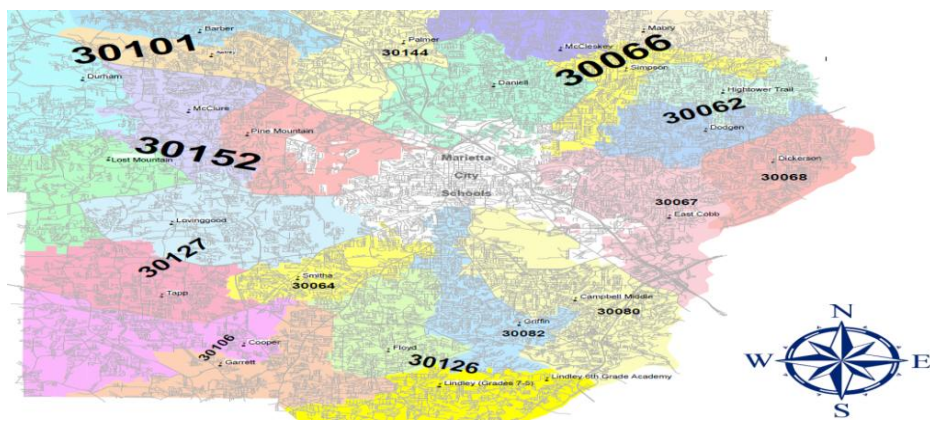 Barber
30101
Palmer
30144
McCleskey
Mabry
30066
Simpson
Durham
Daniell
Hightower Trail
McClure
30062
Dodgen
Pine Mountain
30152
Lost Mountain
Marietta
City
Schools
Dickerson
30068
30067
East Cobb
Lovinggood
30127
Smyths
30064
Tapp
Campbell Middle
30080
Griffin
30082
30106
Cooper
Garrett
Floyd
30126
Lindley (Grades 7-8)
Lindley 6th Grade Academy
N
W
E
S